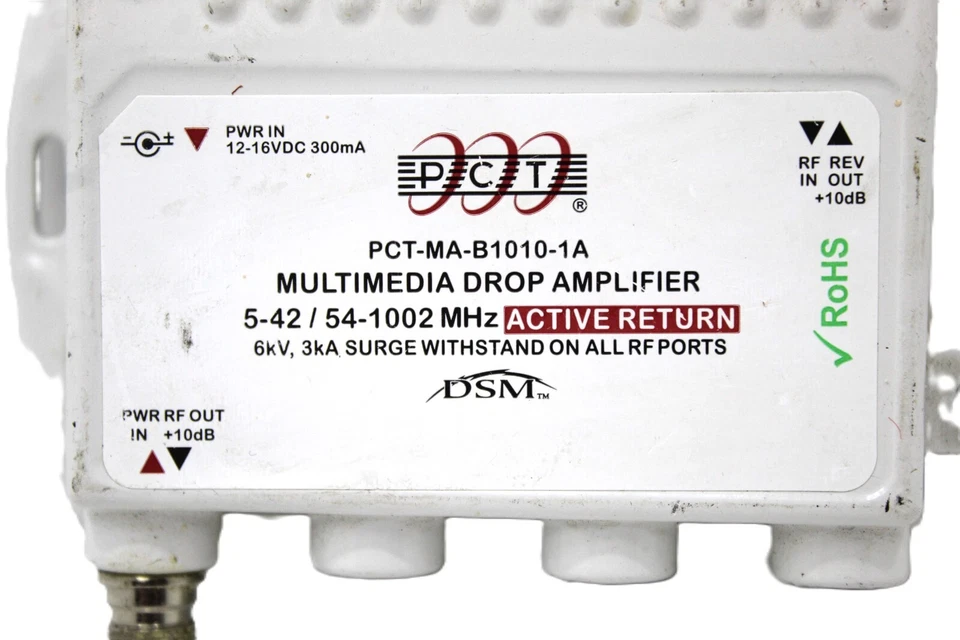 PWR IN
12-16VDC 300mA
PCT®
RF REV
IN OUT
+10dB
PCT-MA-B1010-1A
MULTIMEDIA DROP AMPLIFIER
5-42 / 54-1002 MHz ACTIVE RETURN
6kV, 3kA SURGE WITHSTAND ON ALL RF PORTS
✓RoHS
DSM™
PWR RF OUT
IN +10dB